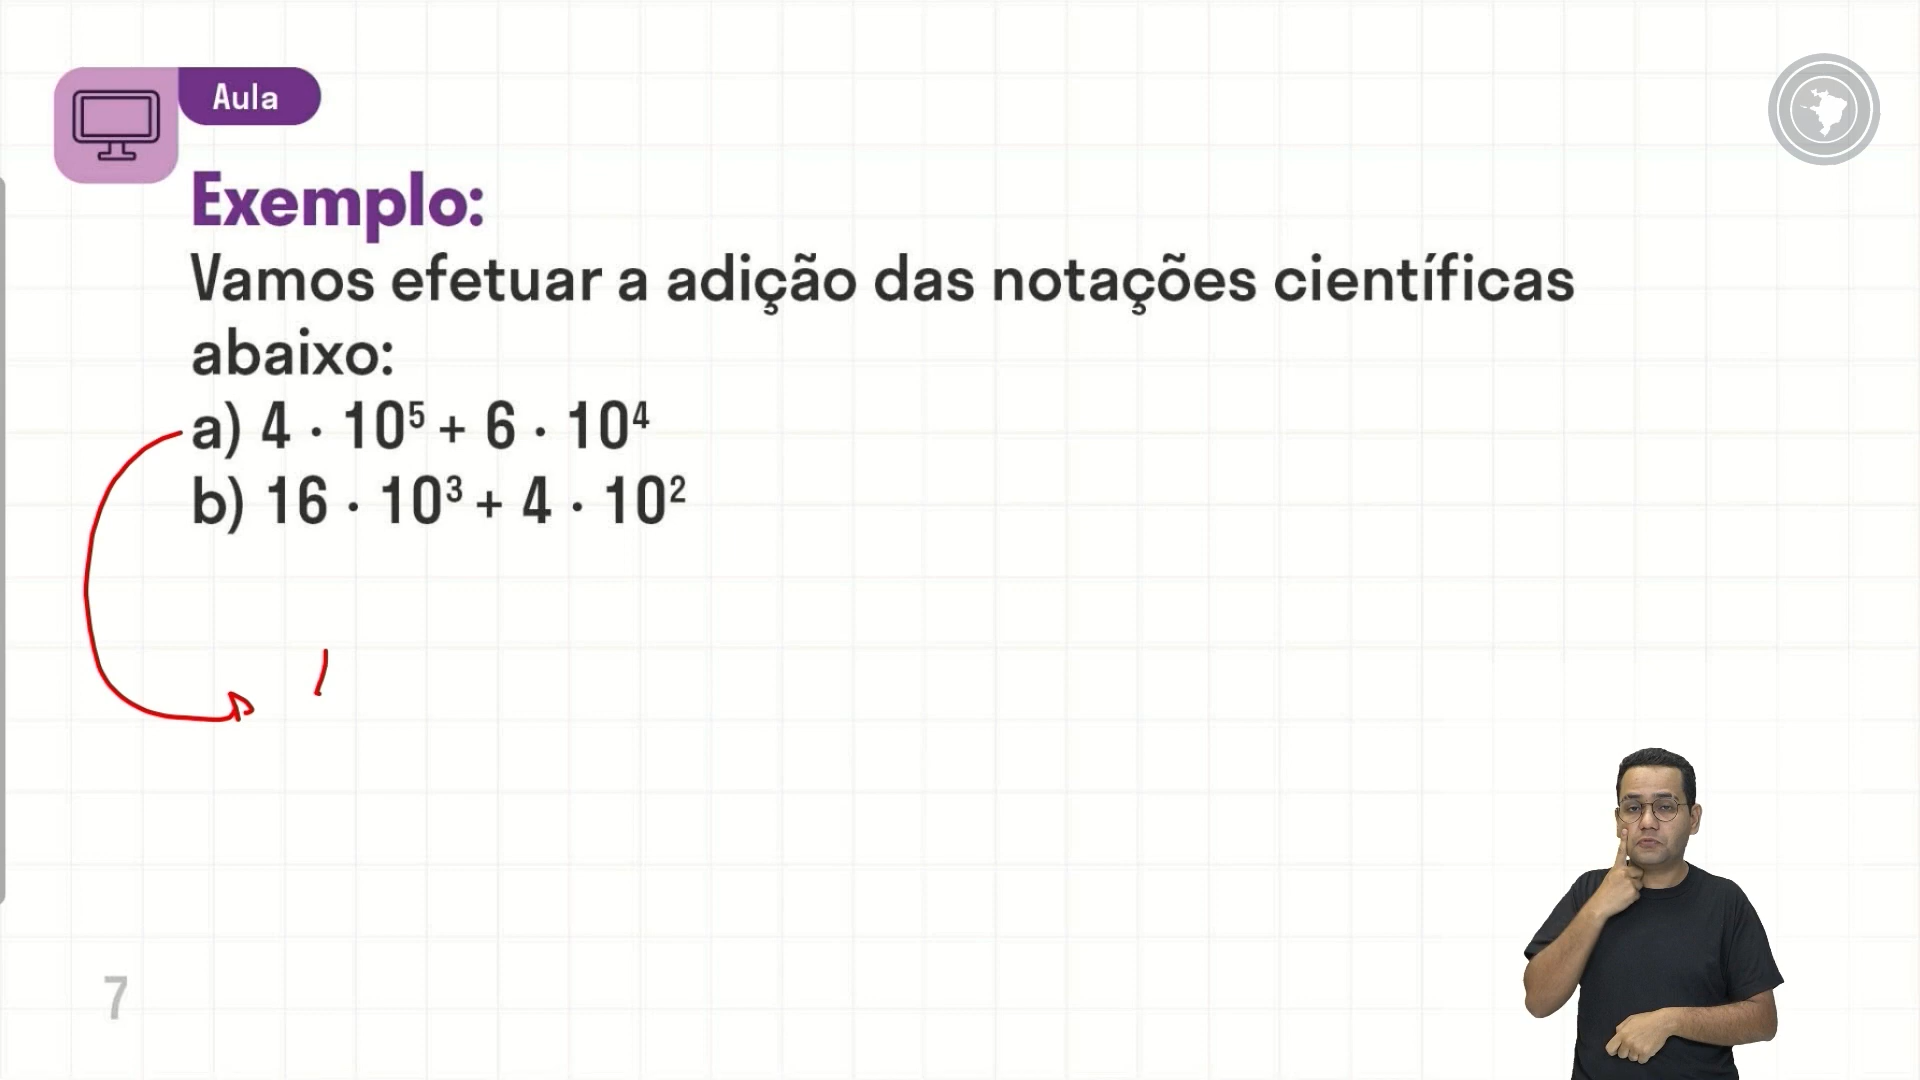 Aula
Exemplo:
Vamos efetuar a adição das notações científicas
abaixo:
a) 4 · 10⁵ + 6 · 10⁴
b) 16 · 10³ + 4 · 10²
7